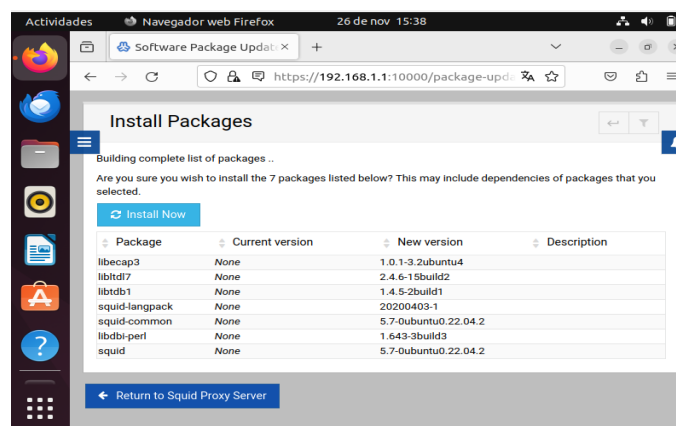 Actividades
Navegador web Firefox
26 de nov 15:38
Software Package Updat
https://192.168.1.1:10000/package-upda
Install Packages
Building complete list of packages ..
Are you sure you wish to install the 7 packages listed below? This may include dependencies of packages that you
selected.
Install Now
Package Current version New version Description
libecap3 None 1.0.1-3.2ubuntu4
libltdl7 None 2.4.6-15build2
libtdb1 None 1.4.5-2build1
squid-langpack None 20200403-1
squid-common None 5.7-0ubuntu0.22.04.2
libdbi-perl None 1.643-3build3
squid None 5.7-0ubuntu0.22.04.2
Return to Squid Proxy Server